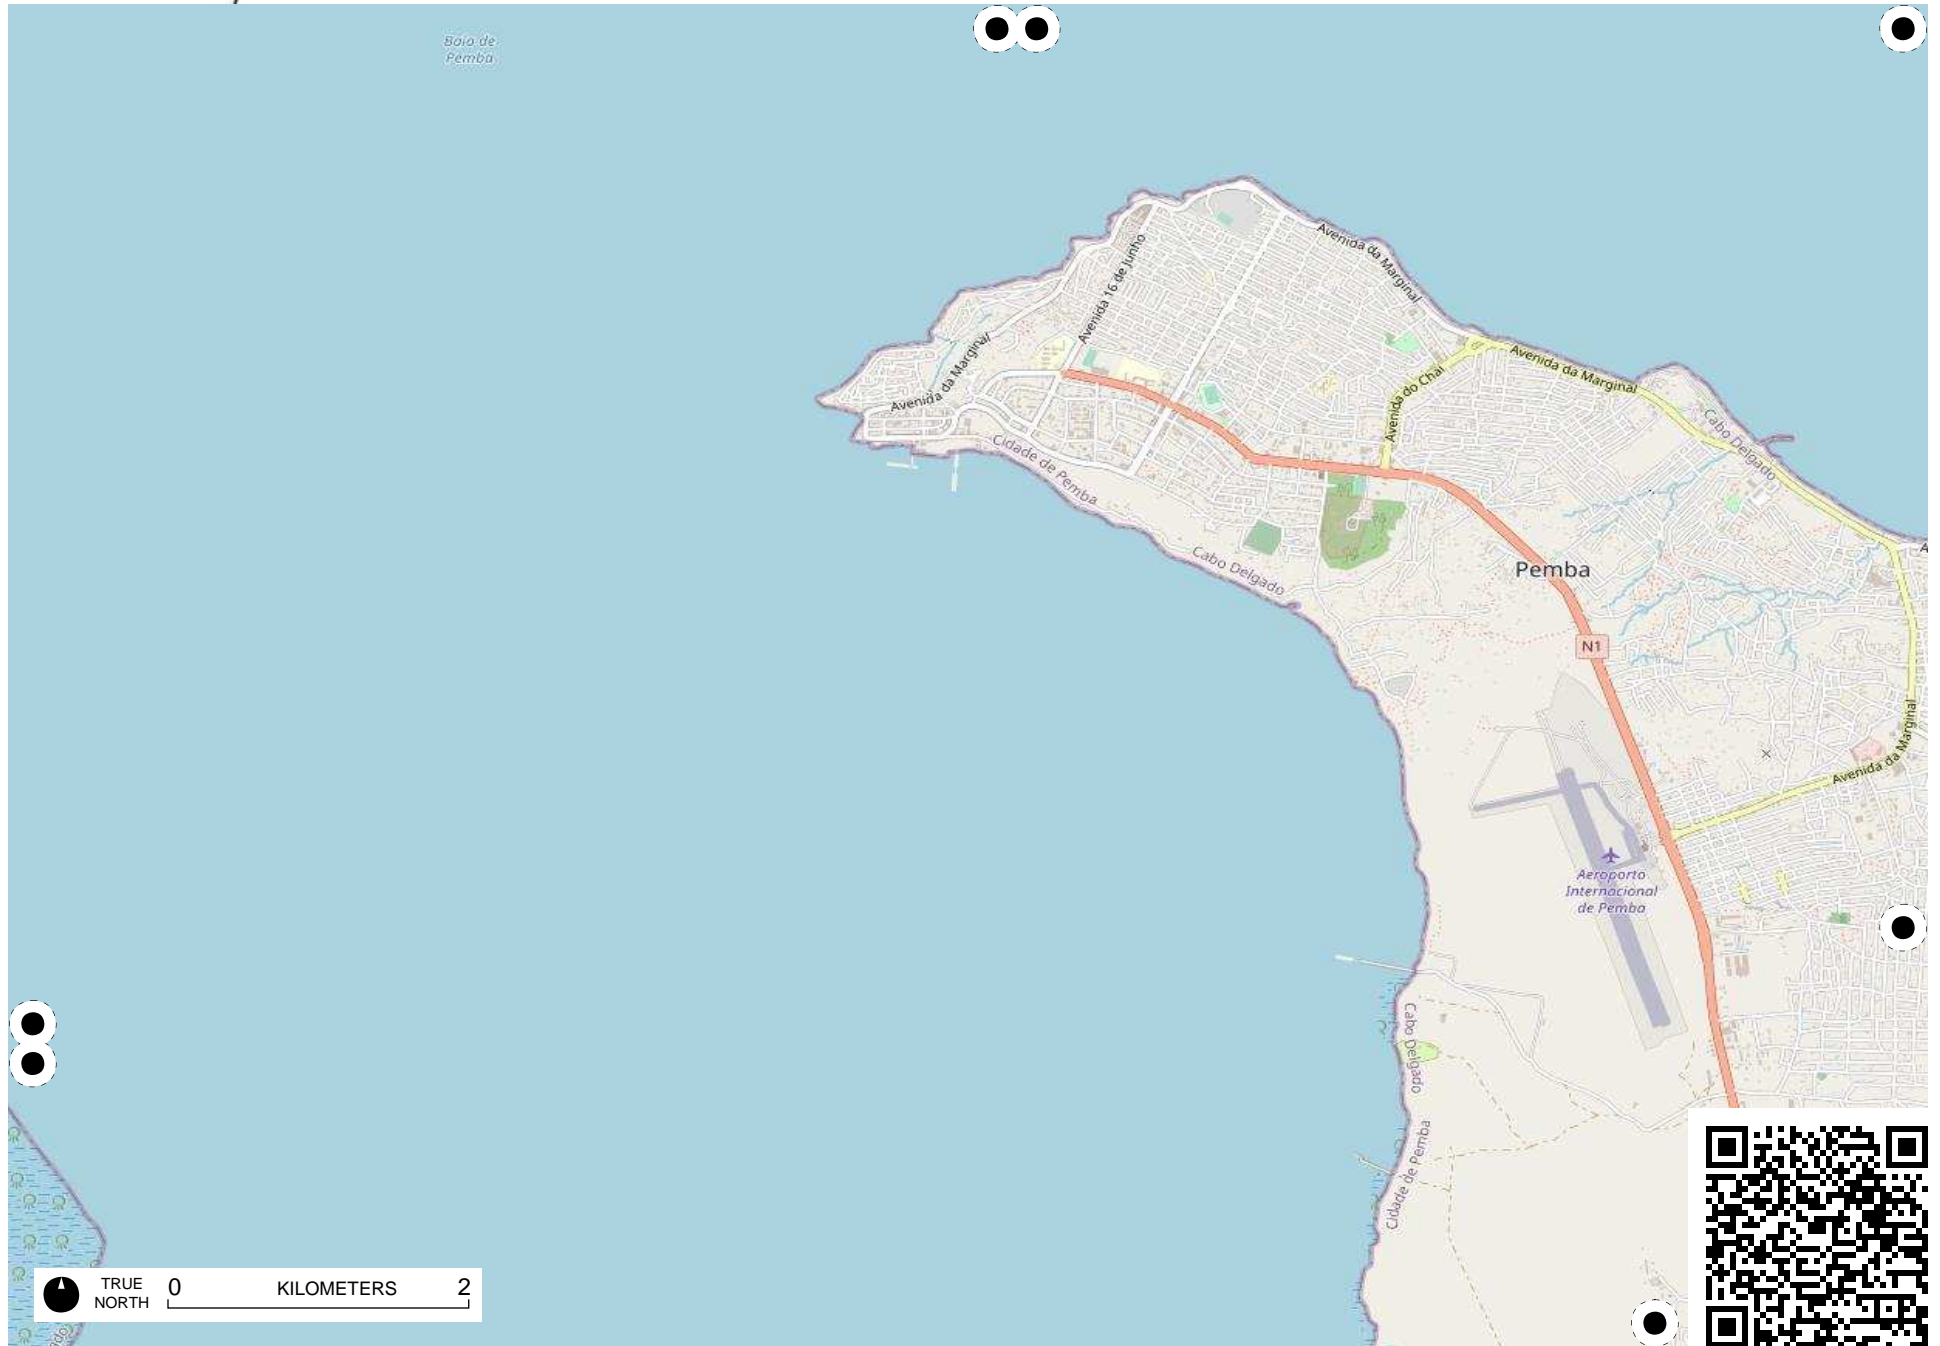 Baía de
Pemba
Avenida da Marginal
Avenida 16 de Junho
Avenida da Marginal
Avenida da Marginal
Avenida do Chai
Cabo Delgado
Cidade de Pemba
Cabo Delgado
Pemba
N1
Avenida da Marginal
Aeroporto
Internacional
de Pemba
Cabo Delgado
Cidade de Pemba
TRUE
NORTH
0 KILOMETERS 2